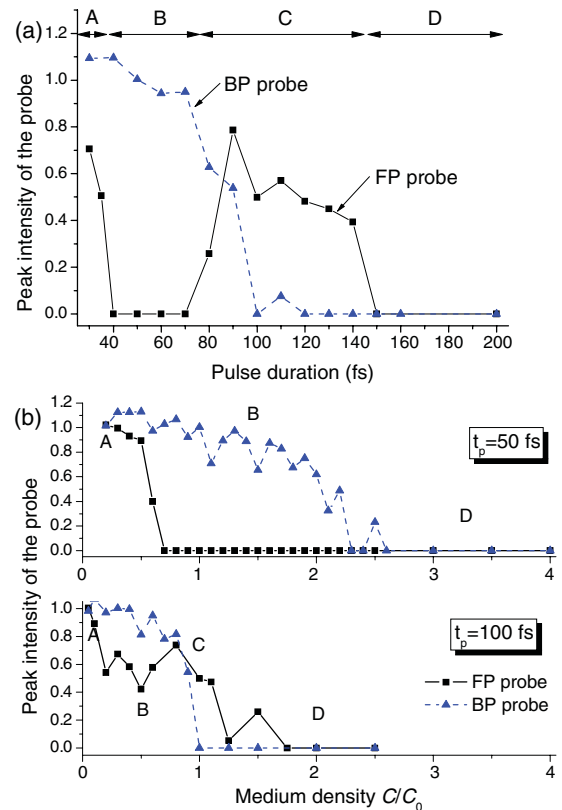 (a)
A B C D
1.2
1.0
0.8
0.6
0.4
0.2
0.0
Peak intensity of the probe
BP probe
FP probe
40 60 80 100 120 140 160 180 200
Pulse duration (fs)
(b)
Peak intensity of the probe
1.2
1.0
0.8
0.6
0.4
0.2
0.0
A
B
D
tp=50 fs
0 1 2 3 4
1.0
0.8
0.6
0.4
0.2
0.0
A
B
C
D
tp=100 fs
FP probe
BP probe
0 1 2 3 4
Medium density C/C0